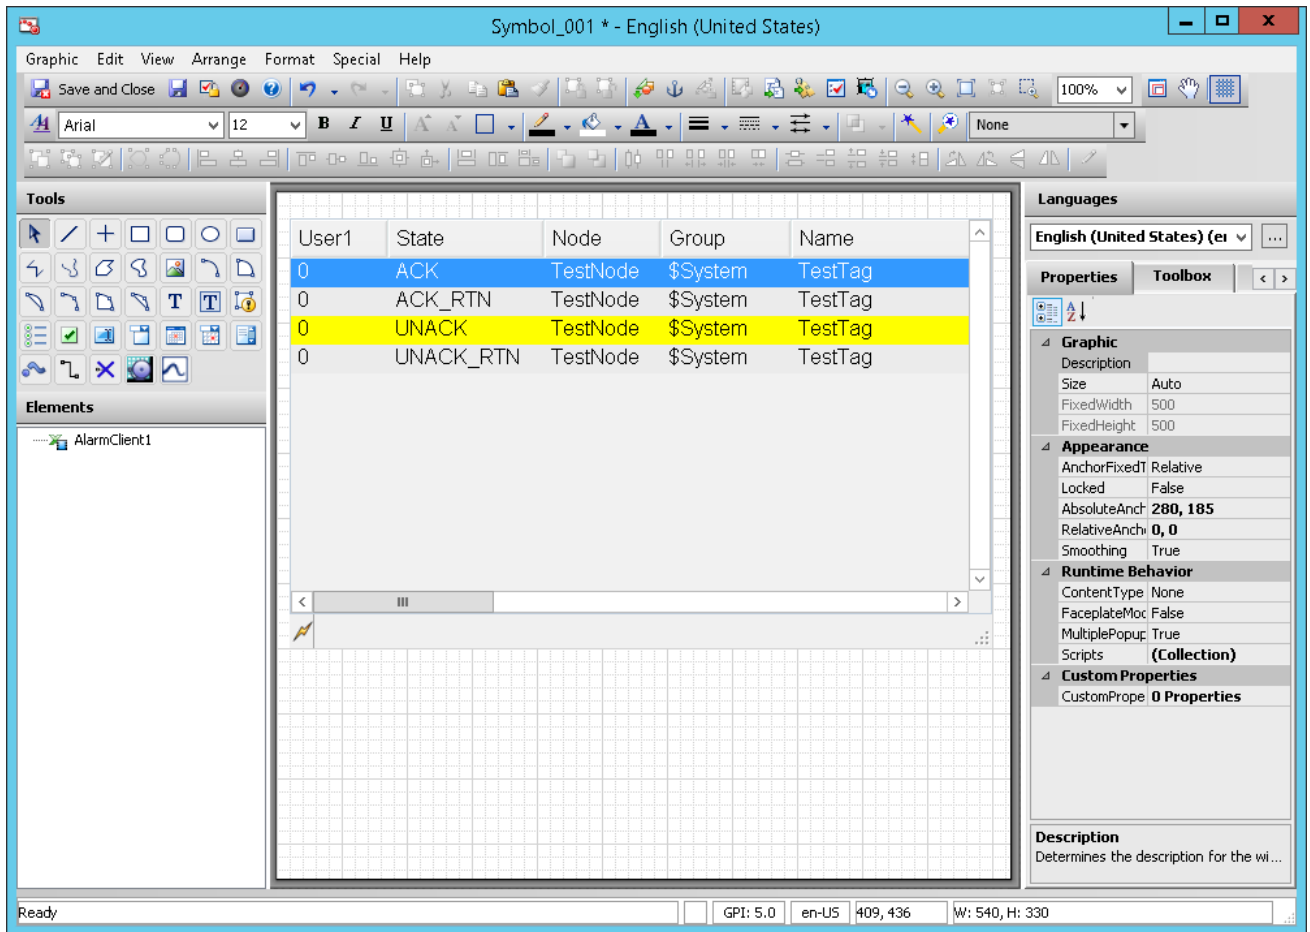 Symbol_001 * - English (United States)
Graphic Edit View Arrange Format Special Help
Save and Close 100%
Arial 12 B I U A A A None
Tools
T T
Elements
AlarmClient1
User1 State Node Group Name
0 ACK TestNode $System TestTag
0 ACK_RTN TestNode $System TestTag
0 UNACK TestNode $System TestTag
0 UNACK_RTN TestNode $System TestTag
Languages
English (United States) (er ...
Properties Toolbox
Graphic
Description
Size Auto
FixedWidth 500
FixedHeight 500
Appearance
AnchorFixedT Relative
Locked False
AbsoluteAnch 280, 185
RelativeAnch 0, 0
Smoothing True
Runtime Behavior
ContentType None
FaceplateMoc False
MultiplePopup True
Scripts (Collection)
Custom Properties
CustomPrope 0 Properties
Description
Determines the description for the wi...
Ready GPI: 5.0 en-US 409, 436 W: 540, H: 330